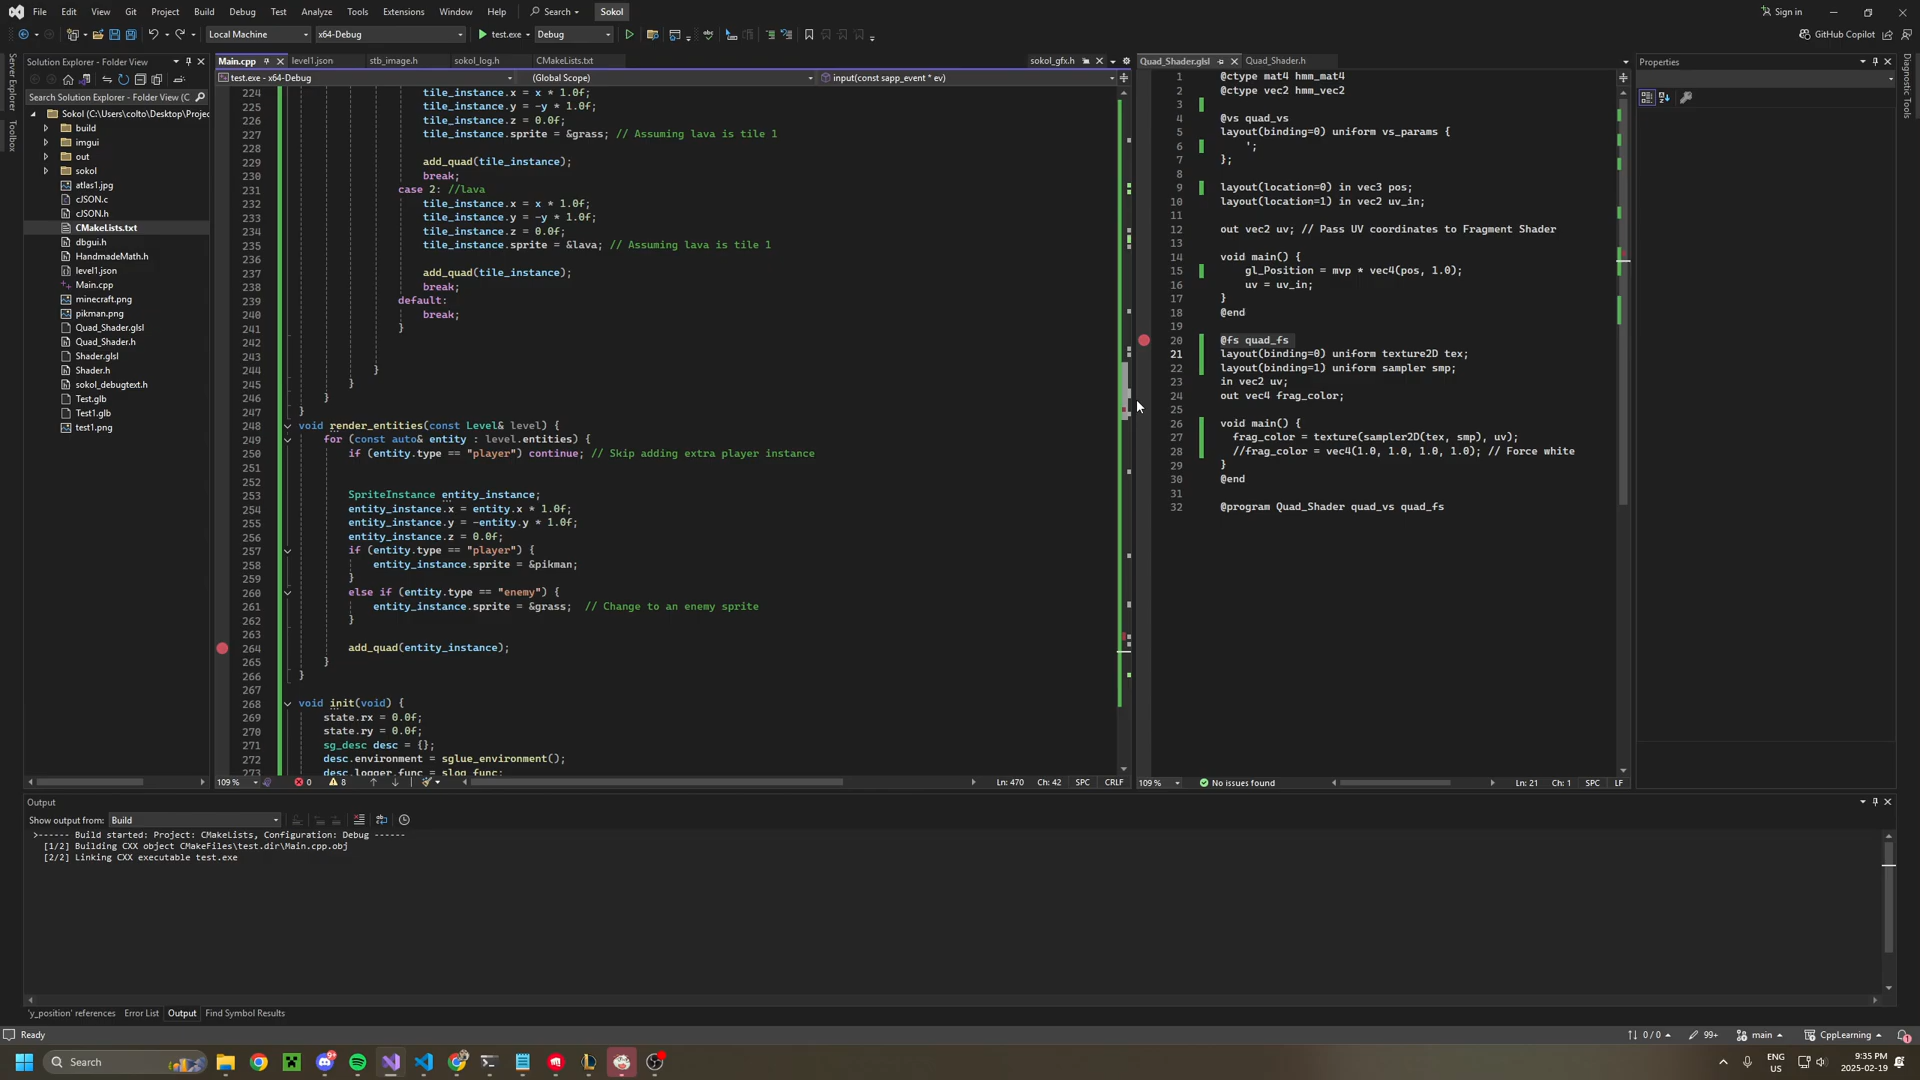 File Edit View Git Project Build Debug Test Analyze Tools Extensions Window Help Search Sokol Sign in
Local Machine x64-Debug test.exe Debug GitHub Copilot
Server Explorer
Toolbox
Solution Explorer - Folder View
Search Solution Explorer - Folder View (C
Sokol (C:\Users\colto\Desktop\Projec
build
imgui
out
sokol
atlas1.jpg
cJSON.c
cJSON.h
CMakeLists.txt
dbgui.h
HandmadeMath.h
level1.json
Main.cpp
minecraft.png
pikman.png
Quad_Shader.glsl
Quad_Shader.h
Shader.glsl
Shader.h
sokol_debugtext.h
Test.glb
Test1.glb
test1.png
Main.cpp level1.json stb_image.h sokol_log.h CMakeLists.txt sokol_gfx.h
test.exe - x64-Debug (Global Scope) input(const sapp_event * ev)
224 tile_instance.x = x * 1.0f;
225 tile_instance.y = -y * 1.0f;
226 tile_instance.z = 0.0f;
227 tile_instance.sprite = &grass; // Assuming lava is tile 1
228
229 add_quad(tile_instance);
230 break;
231 case 2: //lava
232 tile_instance.x = x * 1.0f;
233 tile_instance.y = -y * 1.0f;
234 tile_instance.z = 0.0f;
235 tile_instance.sprite = &lava; // Assuming lava is tile 1
236
237 add_quad(tile_instance);
238 break;
239 default:
240 break;
241 }
242
243
244 }
245 }
246 }
247 }
248 void render_entities(const Level& level) {
249 for (const auto& entity : level.entities) {
250 if (entity.type == "player") continue; // Skip adding extra player instance
251
252
253 SpriteInstance entity_instance;
254 entity_instance.x = entity.x * 1.0f;
255 entity_instance.y = -entity.y * 1.0f;
256 entity_instance.z = 0.0f;
257 if (entity.type == "player") {
258 entity_instance.sprite = &pikman;
259 }
260 else if (entity.type == "enemy") {
261 entity_instance.sprite = &grass; // Change to an enemy sprite
262 }
263
264 add_quad(entity_instance);
265 }
266 }
267
268 void init(void) {
269 state.rx = 0.0f;
270 state.ry = 0.0f;
271 sg_desc desc = {};
272 desc.environment = sglue_environment();
273 desc.logger.func = slog_func;
109 % 0 8 Ln: 470 Ch: 42 SPC CRLF
Quad_Shader.glsl Quad_Shader.h
1 @ctype mat4 hmm_mat4
2 @ctype vec2 hmm_vec2
3
4 @vs quad_vs
5 layout(binding=0) uniform vs_params {
6 ';
7 };
8
9 layout(location=0) in vec3 pos;
10 layout(location=1) in vec2 uv_in;
11
12 out vec2 uv; // Pass UV coordinates to Fragment Shader
13
14 void main() {
15 gl_Position = mvp * vec4(pos, 1.0);
16 uv = uv_in;
17 }
18 @end
19
20 @fs quad_fs
21 layout(binding=0) uniform texture2D tex;
22 layout(binding=1) uniform sampler smp;
23 in vec2 uv;
24 out vec4 frag_color;
25
26 void main() {
27 frag_color = texture(sampler2D(tex, smp), uv);
28 //frag_color = vec4(1.0, 1.0, 1.0, 1.0); // Force white
29 }
30 @end
31
32 @program Quad_Shader quad_vs quad_fs
109 % No issues found Ln: 21 Ch: 1 SPC LF
Properties
Diagnostic Tools
Output
Show output from: Build
>------ Build started: Project: CMakeLists, Configuration: Debug ------
[1/2] Building CXX object CMakeFiles\test.dir\Main.cpp.obj
[2/2] Linking CXX executable test.exe
'y_position' references Error List Output Find Symbol Results
Ready 0 / 0 99+ main CppLearning 1
Search ENG US 9:35 PM 2025-02-19